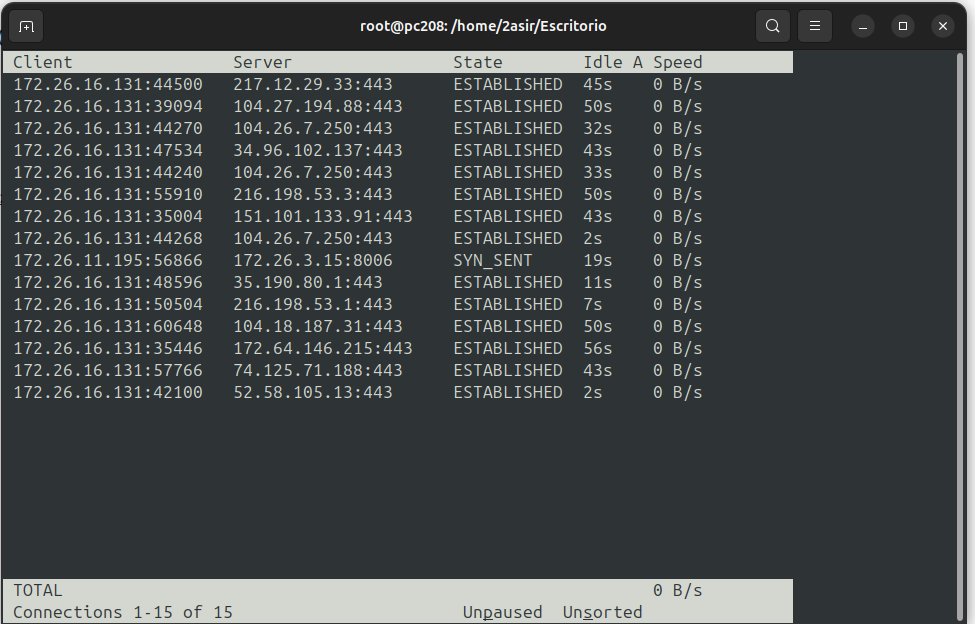 root@pc208: /home/2asir/Escritorio
Client Server State Idle A Speed
172.26.16.131:44500 217.12.29.33:443 ESTABLISHED 45s 0 B/s
172.26.16.131:39094 104.27.194.88:443 ESTABLISHED 50s 0 B/s
172.26.16.131:44270 104.26.7.250:443 ESTABLISHED 32s 0 B/s
172.26.16.131:47534 34.96.102.137:443 ESTABLISHED 43s 0 B/s
172.26.16.131:44240 104.26.7.250:443 ESTABLISHED 33s 0 B/s
172.26.16.131:55910 216.198.53.3:443 ESTABLISHED 50s 0 B/s
172.26.16.131:35004 151.101.133.91:443 ESTABLISHED 43s 0 B/s
172.26.16.131:44268 104.26.7.250:443 ESTABLISHED 2s 0 B/s
172.26.11.195:56866 172.26.3.15:8006 SYN_SENT 19s 0 B/s
172.26.16.131:48596 35.190.80.1:443 ESTABLISHED 11s 0 B/s
172.26.16.131:50504 216.198.53.1:443 ESTABLISHED 7s 0 B/s
172.26.16.131:60648 104.18.187.31:443 ESTABLISHED 50s 0 B/s
172.26.16.131:35446 172.64.146.215:443 ESTABLISHED 56s 0 B/s
172.26.16.131:57766 74.125.71.188:443 ESTABLISHED 43s 0 B/s
172.26.16.131:42100 52.58.105.13:443 ESTABLISHED 2s 0 B/s
TOTAL 0 B/s
Connections 1-15 of 15 Unpaused Unsorted